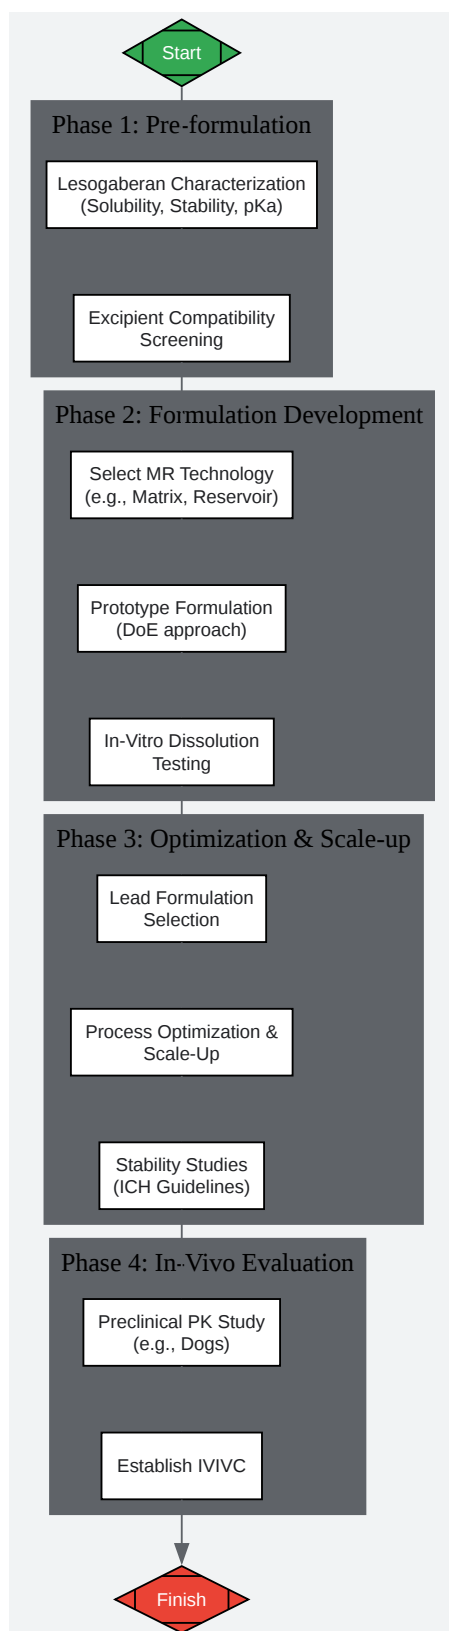 Start
Phase 1: Pre-formulation
Lesogaberan Characterization
(Solubility, Stability, pKa)
Excipient Compatibility
Screening
Phase 2: Formulation Development
Select MR Technology
(e.g., Matrix, Reservoir)
Prototype Formulation
(DoE approach)
In-Vitro Dissolution
Testing
Phase 3: Optimization & Scale-up
Lead Formulation
Selection
Process Optimization &
Scale-Up
Stability Studies
(ICH Guidelines)
Phase 4: In-Vivo Evaluation
Preclinical PK Study
(e.g., Dogs)
Establish IVIVC
Finish